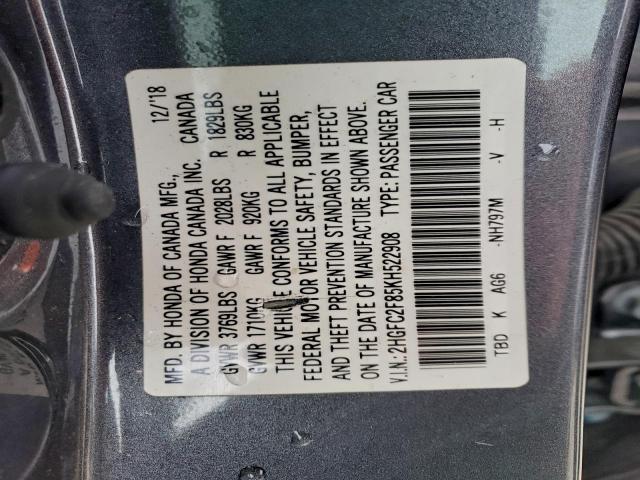 MFD. BY HONDA OF CANADA MFG., 12/'18
A DIVISION OF HONDA CANADA INC. CANADA
GVWR 3769LBS GAWR F 2028LBS R 1829LBS
GVWR 1710KG GAWR F 920KG R 830KG
THIS VEHICLE CONFORMS TO ALL APPLICABLE
FEDERAL MOTOR VEHICLE SAFETY, BUMPER,
AND THEFT PREVENTION STANDARDS IN EFFECT
ON THE DATE OF MANUFACTURE SHOWN ABOVE.
V.I.N.: 2HGFC2F85KH522908 TYPE: PASSENGER CAR
TBD K AG6 -NH797M -V -H